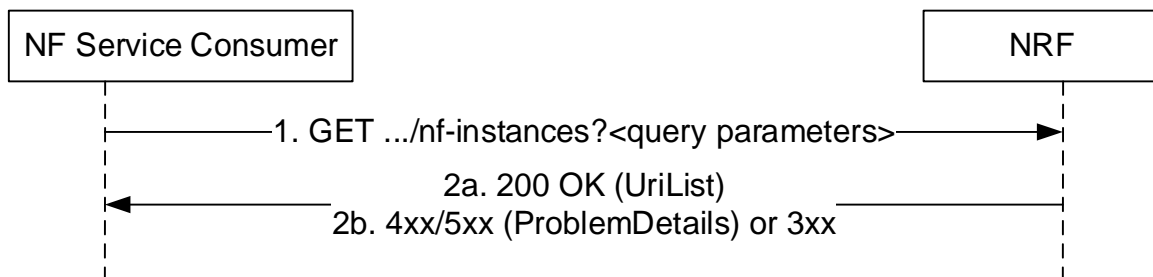 NF Service Consumer
NRF
1. GET .../nf-instances?<query parameters>
2a. 200 OK (UriList)
2b. 4xx/5xx (ProblemDetails) or 3xx